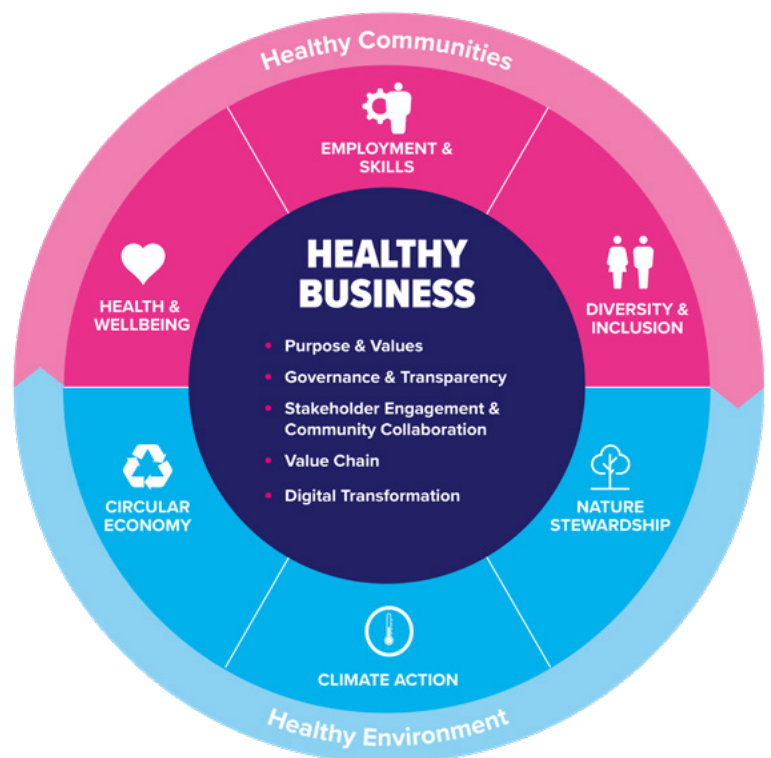 Healthy Communities
EMPLOYMENT &
SKILLS
HEALTH &
WELLBEING
DIVERSITY &
INCLUSION
HEALTHY
BUSINESS
• Purpose & Values
• Governance & Transparency
• Stakeholder Engagement &
Community Collaboration
• Value Chain
• Digital Transformation
CIRCULAR
ECONOMY
NATURE
STEWARDSHIP
CLIMATE ACTION
Healthy Environment